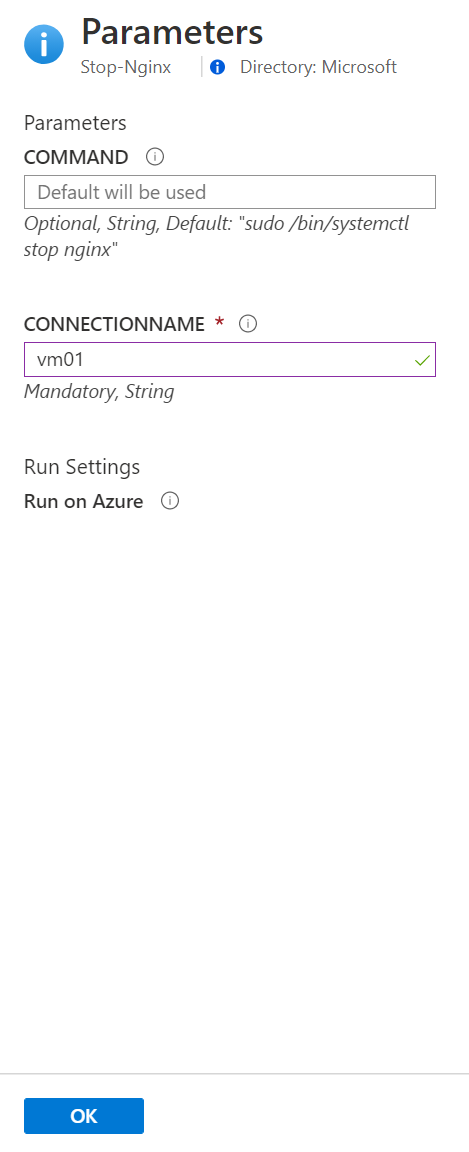 Parameters
Stop-Nginx
Directory: Microsoft
Parameters
COMMAND
Default will be used
Optional, String, Default: "sudo /bin/systemctl
stop nginx"
CONNECTIONNAME *
vm01
Mandatory, String
Run Settings
Run on Azure
OK